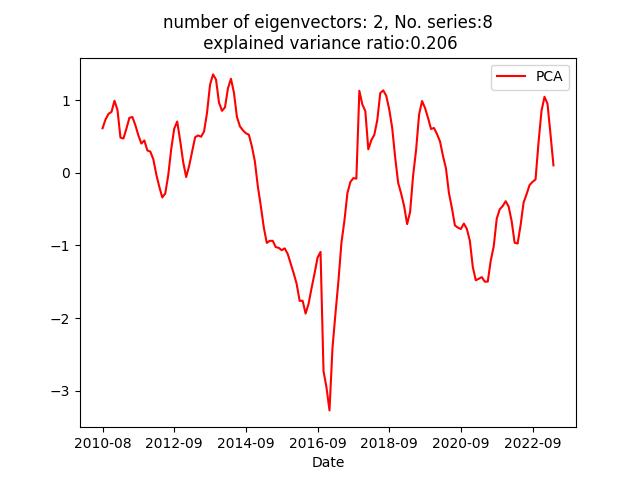 number of eigenvectors: 2, No. series:8
explained variance ratio:0.206
PCA
1
0
−1
−2
−3
2010-08 2012-09 2014-09 2016-09 2018-09 2020-09 2022-09
Date